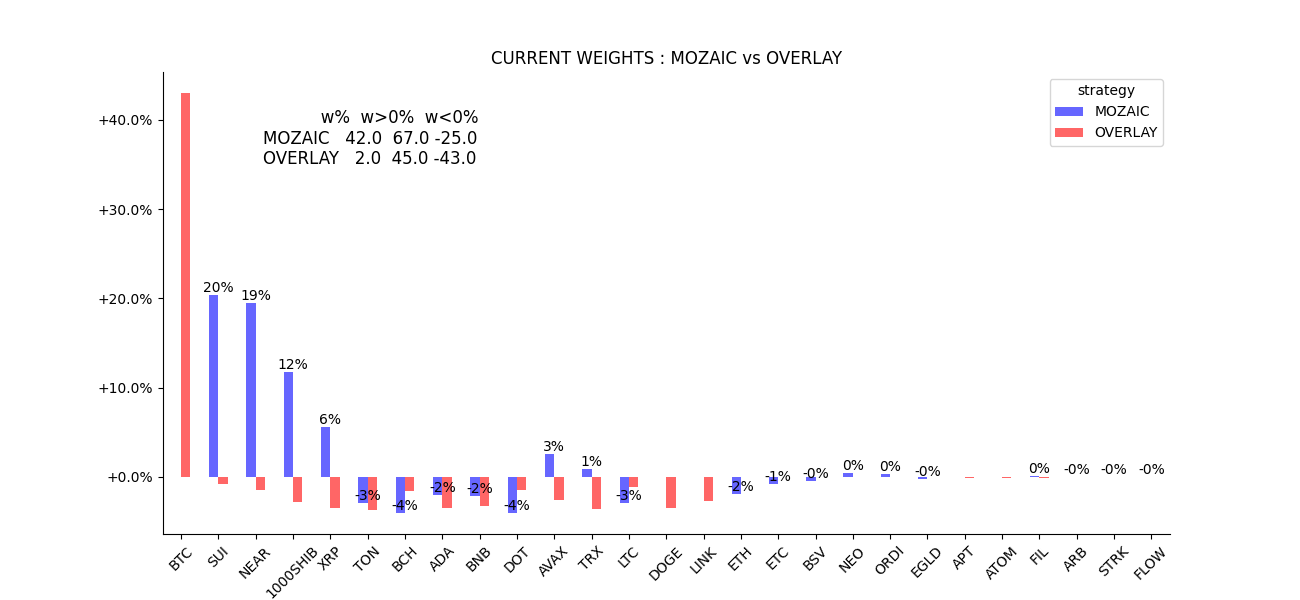 CURRENT WEIGHTS : MOZAIC vs OVERLAY
strategy
MOZAIC
OVERLAY
w% w>0% w<0%
MOZAIC 42.0 67.0 -25.0
OVERLAY 2.0 45.0 -43.0
+40.0%
+30.0%
+20.0%
+10.0%
+0.0%
20%
19%
12%
6%
-3%
-4%
-2%
-2%
-4%
3%
1%
-3%
-2%
-1%
-0%
0%
0%
-0%
0%
-0%
-0%
-0%
BTC
SUI
NEAR
1000SHIB
XRP
TON
BCH
ADA
BNB
DOT
AVAX
TRX
LTC
DOGE
LINK
ETH
ETC
BSV
NEO
ORDI
EGLD
APT
ATOM
FIL
ARB
STRK
FLOW